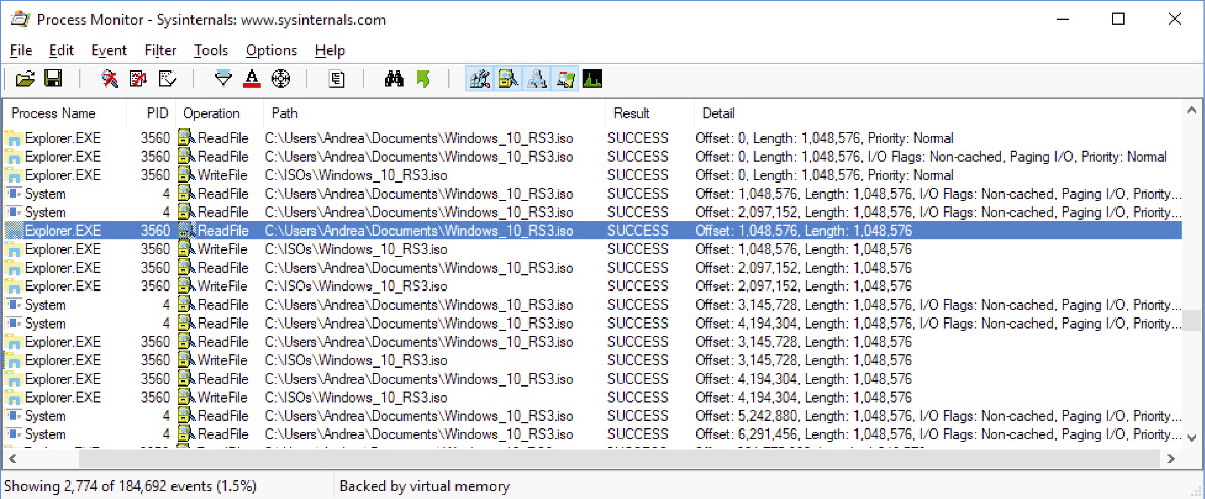 Process Monitor - Sysinternals: www.sysinternals.com
File Edit Event Filter Tools Options Help
Process Name PID Operation Path Result Detail
Explorer.EXE 3560 ReadFile C:\Users\Andrea\Documents\Windows_10_RS3.iso SUCCESS Offset: 0, Length: 1,048,576, Priority: Normal
Explorer.EXE 3560 ReadFile C:\Users\Andrea\Documents\Windows_10_RS3.iso SUCCESS Offset: 0, Length: 1,048,576, I/O Flags: Non-cached, Paging I/O, Priority: Normal
Explorer.EXE 3560 WriteFile C:\ISOs\Windows_10_RS3.iso SUCCESS Offset: 0, Length: 1,048,576, Priority: Normal
System 4 ReadFile C:\Users\Andrea\Documents\Windows_10_RS3.iso SUCCESS Offset: 1,048,576, Length: 1,048,576, I/O Flags: Non-cached, Paging I/O, Priority...
System 4 ReadFile C:\Users\Andrea\Documents\Windows_10_RS3.iso SUCCESS Offset: 2,097,152, Length: 1,048,576, I/O Flags: Non-cached, Paging I/O, Priority...
Explorer.EXE 3560 ReadFile C:\Users\Andrea\Documents\Windows_10_RS3.iso SUCCESS Offset: 1,048,576, Length: 1,048,576
Explorer.EXE 3560 WriteFile C:\ISOs\Windows_10_RS3.iso SUCCESS Offset: 1,048,576, Length: 1,048,576
Explorer.EXE 3560 ReadFile C:\Users\Andrea\Documents\Windows_10_RS3.iso SUCCESS Offset: 2,097,152, Length: 1,048,576
Explorer.EXE 3560 WriteFile C:\ISOs\Windows_10_RS3.iso SUCCESS Offset: 2,097,152, Length: 1,048,576
System 4 ReadFile C:\Users\Andrea\Documents\Windows_10_RS3.iso SUCCESS Offset: 3,145,728, Length: 1,048,576, I/O Flags: Non-cached, Paging I/O, Priority...
System 4 ReadFile C:\Users\Andrea\Documents\Windows_10_RS3.iso SUCCESS Offset: 4,194,304, Length: 1,048,576, I/O Flags: Non-cached, Paging I/O, Priority...
Explorer.EXE 3560 ReadFile C:\Users\Andrea\Documents\Windows_10_RS3.iso SUCCESS Offset: 3,145,728, Length: 1,048,576
Explorer.EXE 3560 WriteFile C:\ISOs\Windows_10_RS3.iso SUCCESS Offset: 3,145,728, Length: 1,048,576
Explorer.EXE 3560 ReadFile C:\Users\Andrea\Documents\Windows_10_RS3.iso SUCCESS Offset: 4,194,304, Length: 1,048,576
Explorer.EXE 3560 WriteFile C:\ISOs\Windows_10_RS3.iso SUCCESS Offset: 4,194,304, Length: 1,048,576
System 4 ReadFile C:\Users\Andrea\Documents\Windows_10_RS3.iso SUCCESS Offset: 5,242,880, Length: 1,048,576, I/O Flags: Non-cached, Paging I/O, Priority...
System 4 ReadFile C:\Users\Andrea\Documents\Windows_10_RS3.iso SUCCESS Offset: 6,291,456, Length: 1,048,576, I/O Flags: Non-cached, Paging I/O, Priority...
Showing 2,774 of 184,692 events (1.5%) Backed by virtual memory